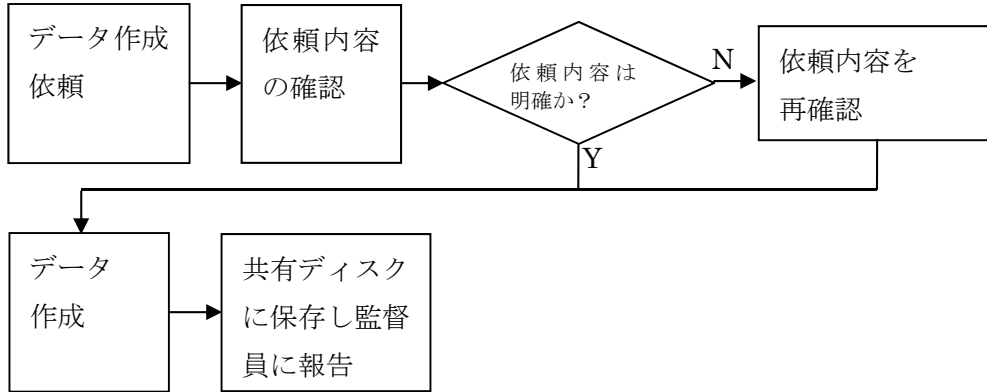 データ作成
依頼
依頼内容
の確認
依頼内容は
明確か？
N
依頼内容を
再確認
Y
データ
作成
共有ディスク
に保存し監督
員に報告